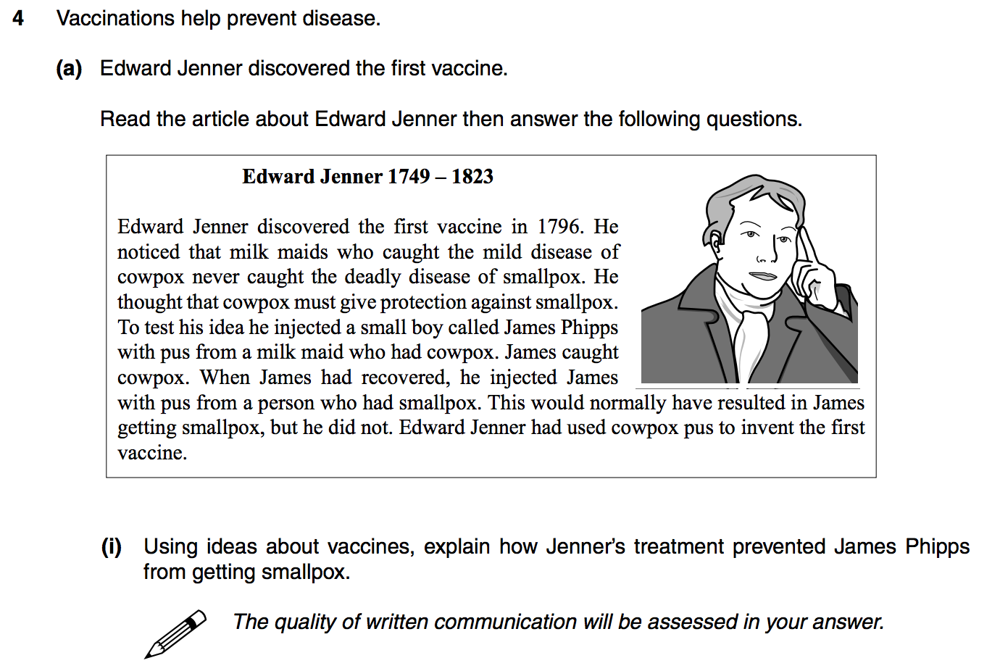 4 Vaccinations help prevent disease.
(a) Edward Jenner discovered the first vaccine.
Read the article about Edward Jenner then answer the following questions.
Edward Jenner 1749 – 1823
Edward Jenner discovered the first vaccine in 1796. He
noticed that milk maids who caught the mild disease of
cowpox never caught the deadly disease of smallpox. He
thought that cowpox must give protection against smallpox.
To test his idea he injected a small boy called James Phipps
with pus from a milk maid who had cowpox. James caught
cowpox. When James had recovered, he injected James
with pus from a person who had smallpox. This would normally have resulted in James
getting smallpox, but he did not. Edward Jenner had used cowpox pus to invent the first
vaccine.
(i) Using ideas about vaccines, explain how Jenner’s treatment prevented James Phipps
from getting smallpox.
The quality of written communication will be assessed in your answer.